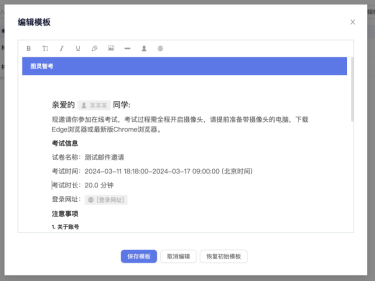 编辑模板
图灵智考
亲爱的 某某某 同学:
现邀请你参加在线考试，考试过程需全程开启摄像头，请提前准备带摄像头的电脑，下载
Edge浏览器或最新版Chrome浏览器。
考试信息
试卷名称：测试邮件邀请
考试时间：2024-03-11 18:18:00~2024-03-17 09:00:00 (北京时间)
考试时长：20.0 分钟
登录网址： [登录网址]
注意事项
1. 关于账号
保存模板 取消编辑 恢复初始模板